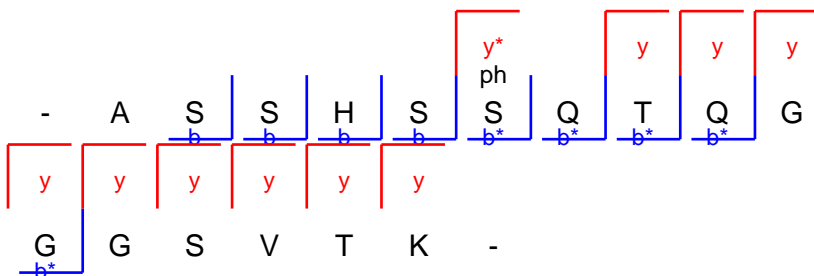 y* y y y
ph
- A S S H S S Q T Q G
b b b b b* b* b* b*
y y y y y y
G G S V T K -
b*